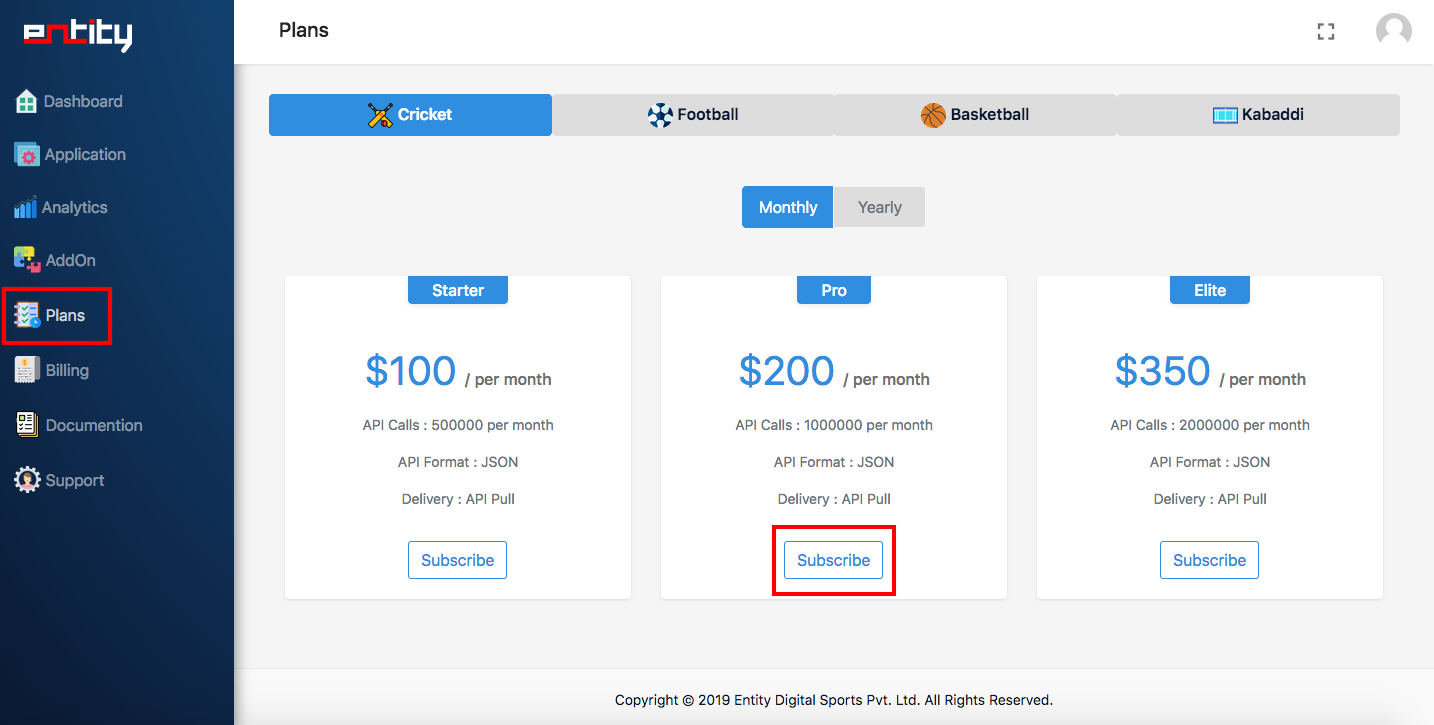 entity
Plans
Dashboard
Application
Analytics
AddOn
Plans
Billing
Documention
Support
Cricket
Football
Basketball
Kabaddi
Monthly
Yearly
Starter
$100 / per month
API Calls : 500000 per month
API Format : JSON
Delivery : API Pull
Subscribe
Pro
$200 / per month
API Calls : 1000000 per month
API Format : JSON
Delivery : API Pull
Subscribe
Elite
$350 / per month
API Calls : 2000000 per month
API Format : JSON
Delivery : API Pull
Subscribe
Copyright © 2019 Entity Digital Sports Pvt. Ltd. All Rights Reserved.